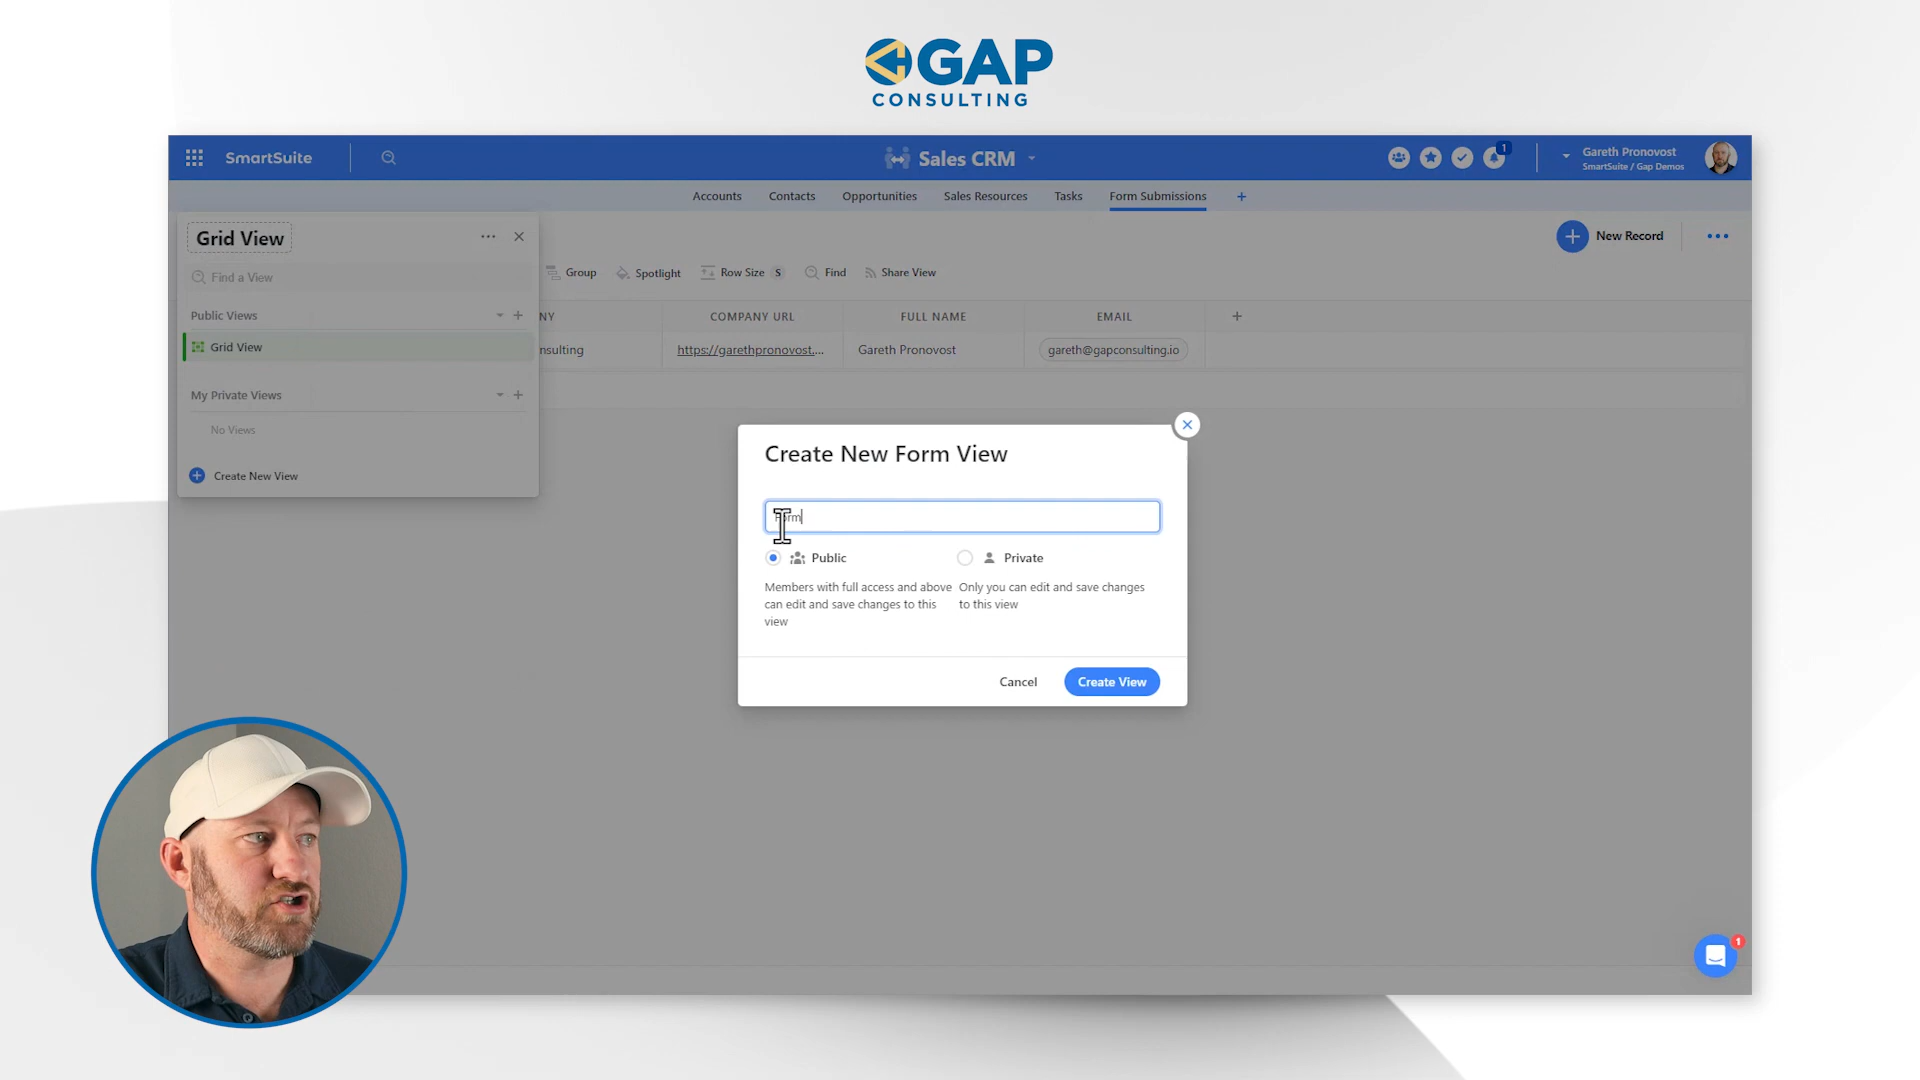 GAP
CONSULTING
SmartSuite
Sales CRM
1
Gareth Pronovost
SmartSuite / Gap Demos
Accounts
Contacts
Opportunities
Sales Resources
Tasks
Form Submissions
Grid View
New Record
Find a View
Group
Spotlight
Row Size S
Find
Share View
Public Views
NY
COMPANY URL
FULL NAME
EMAIL
Grid View
nsulting
https://garethpronovost....
Gareth Pronovost
gareth@gapconsulting.io
My Private Views
No Views
Create New View
Create New Form View
Form
Public
Private
Members with full access and above
can edit and save changes to this
view
Only you can edit and save changes
to this view
Cancel
Create View
1